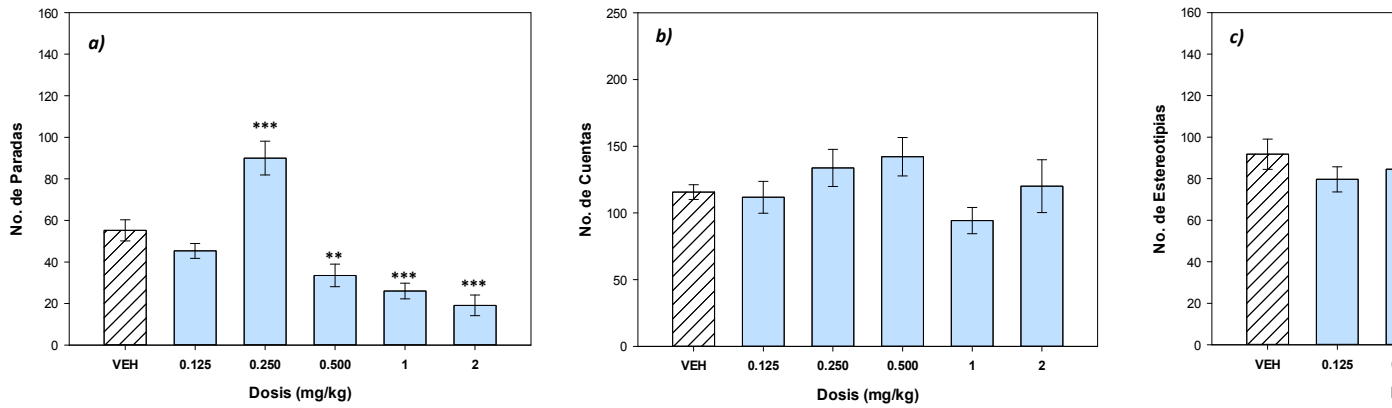 a)
No. de Paradas
160
140
120
100
80
60
40
20
0
***
**
***
***
VEH 0.125 0.250 0.500 1 2
Dosis (mg/kg)
b)
No. de Cuentas
250
200
150
100
50
0
VEH 0.125 0.250 0.500 1 2
Dosis (mg/kg)
c)
No. de Estereotipias
160
140
120
100
80
60
40
20
0
VEH 0.125